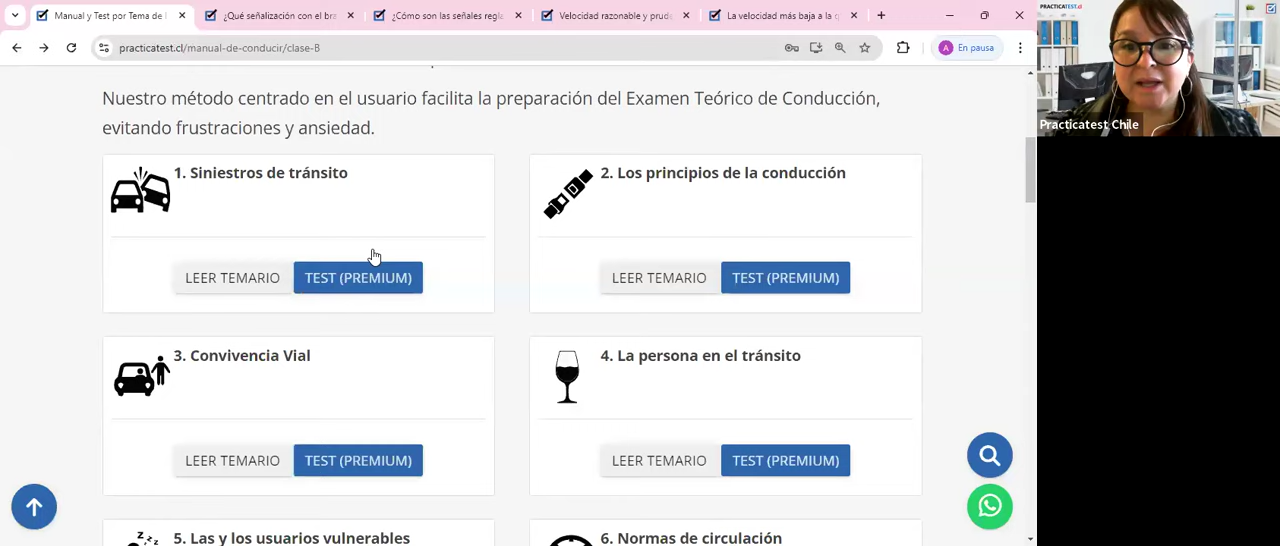 Manual y Test por Tema de
¿Qué señalización con el bra
¿Cómo son las señales regla
Velocidad razonable y prude
La velocidad más baja a la q
practicatest.cl/manual-de-conducir/clase-B
A En pausa
PRACTICATEST.cl
Practicatest Chile
Nuestro método centrado en el usuario facilita la preparación del Examen Teórico de Conducción,
evitando frustraciones y ansiedad.
1. Siniestros de tránsito
LEER TEMARIO TEST (PREMIUM)
2. Los principios de la conducción
LEER TEMARIO TEST (PREMIUM)
3. Convivencia Vial
LEER TEMARIO TEST (PREMIUM)
4. La persona en el tránsito
LEER TEMARIO TEST (PREMIUM)
5. Las y los usuarios vulnerables
6. Normas de circulación